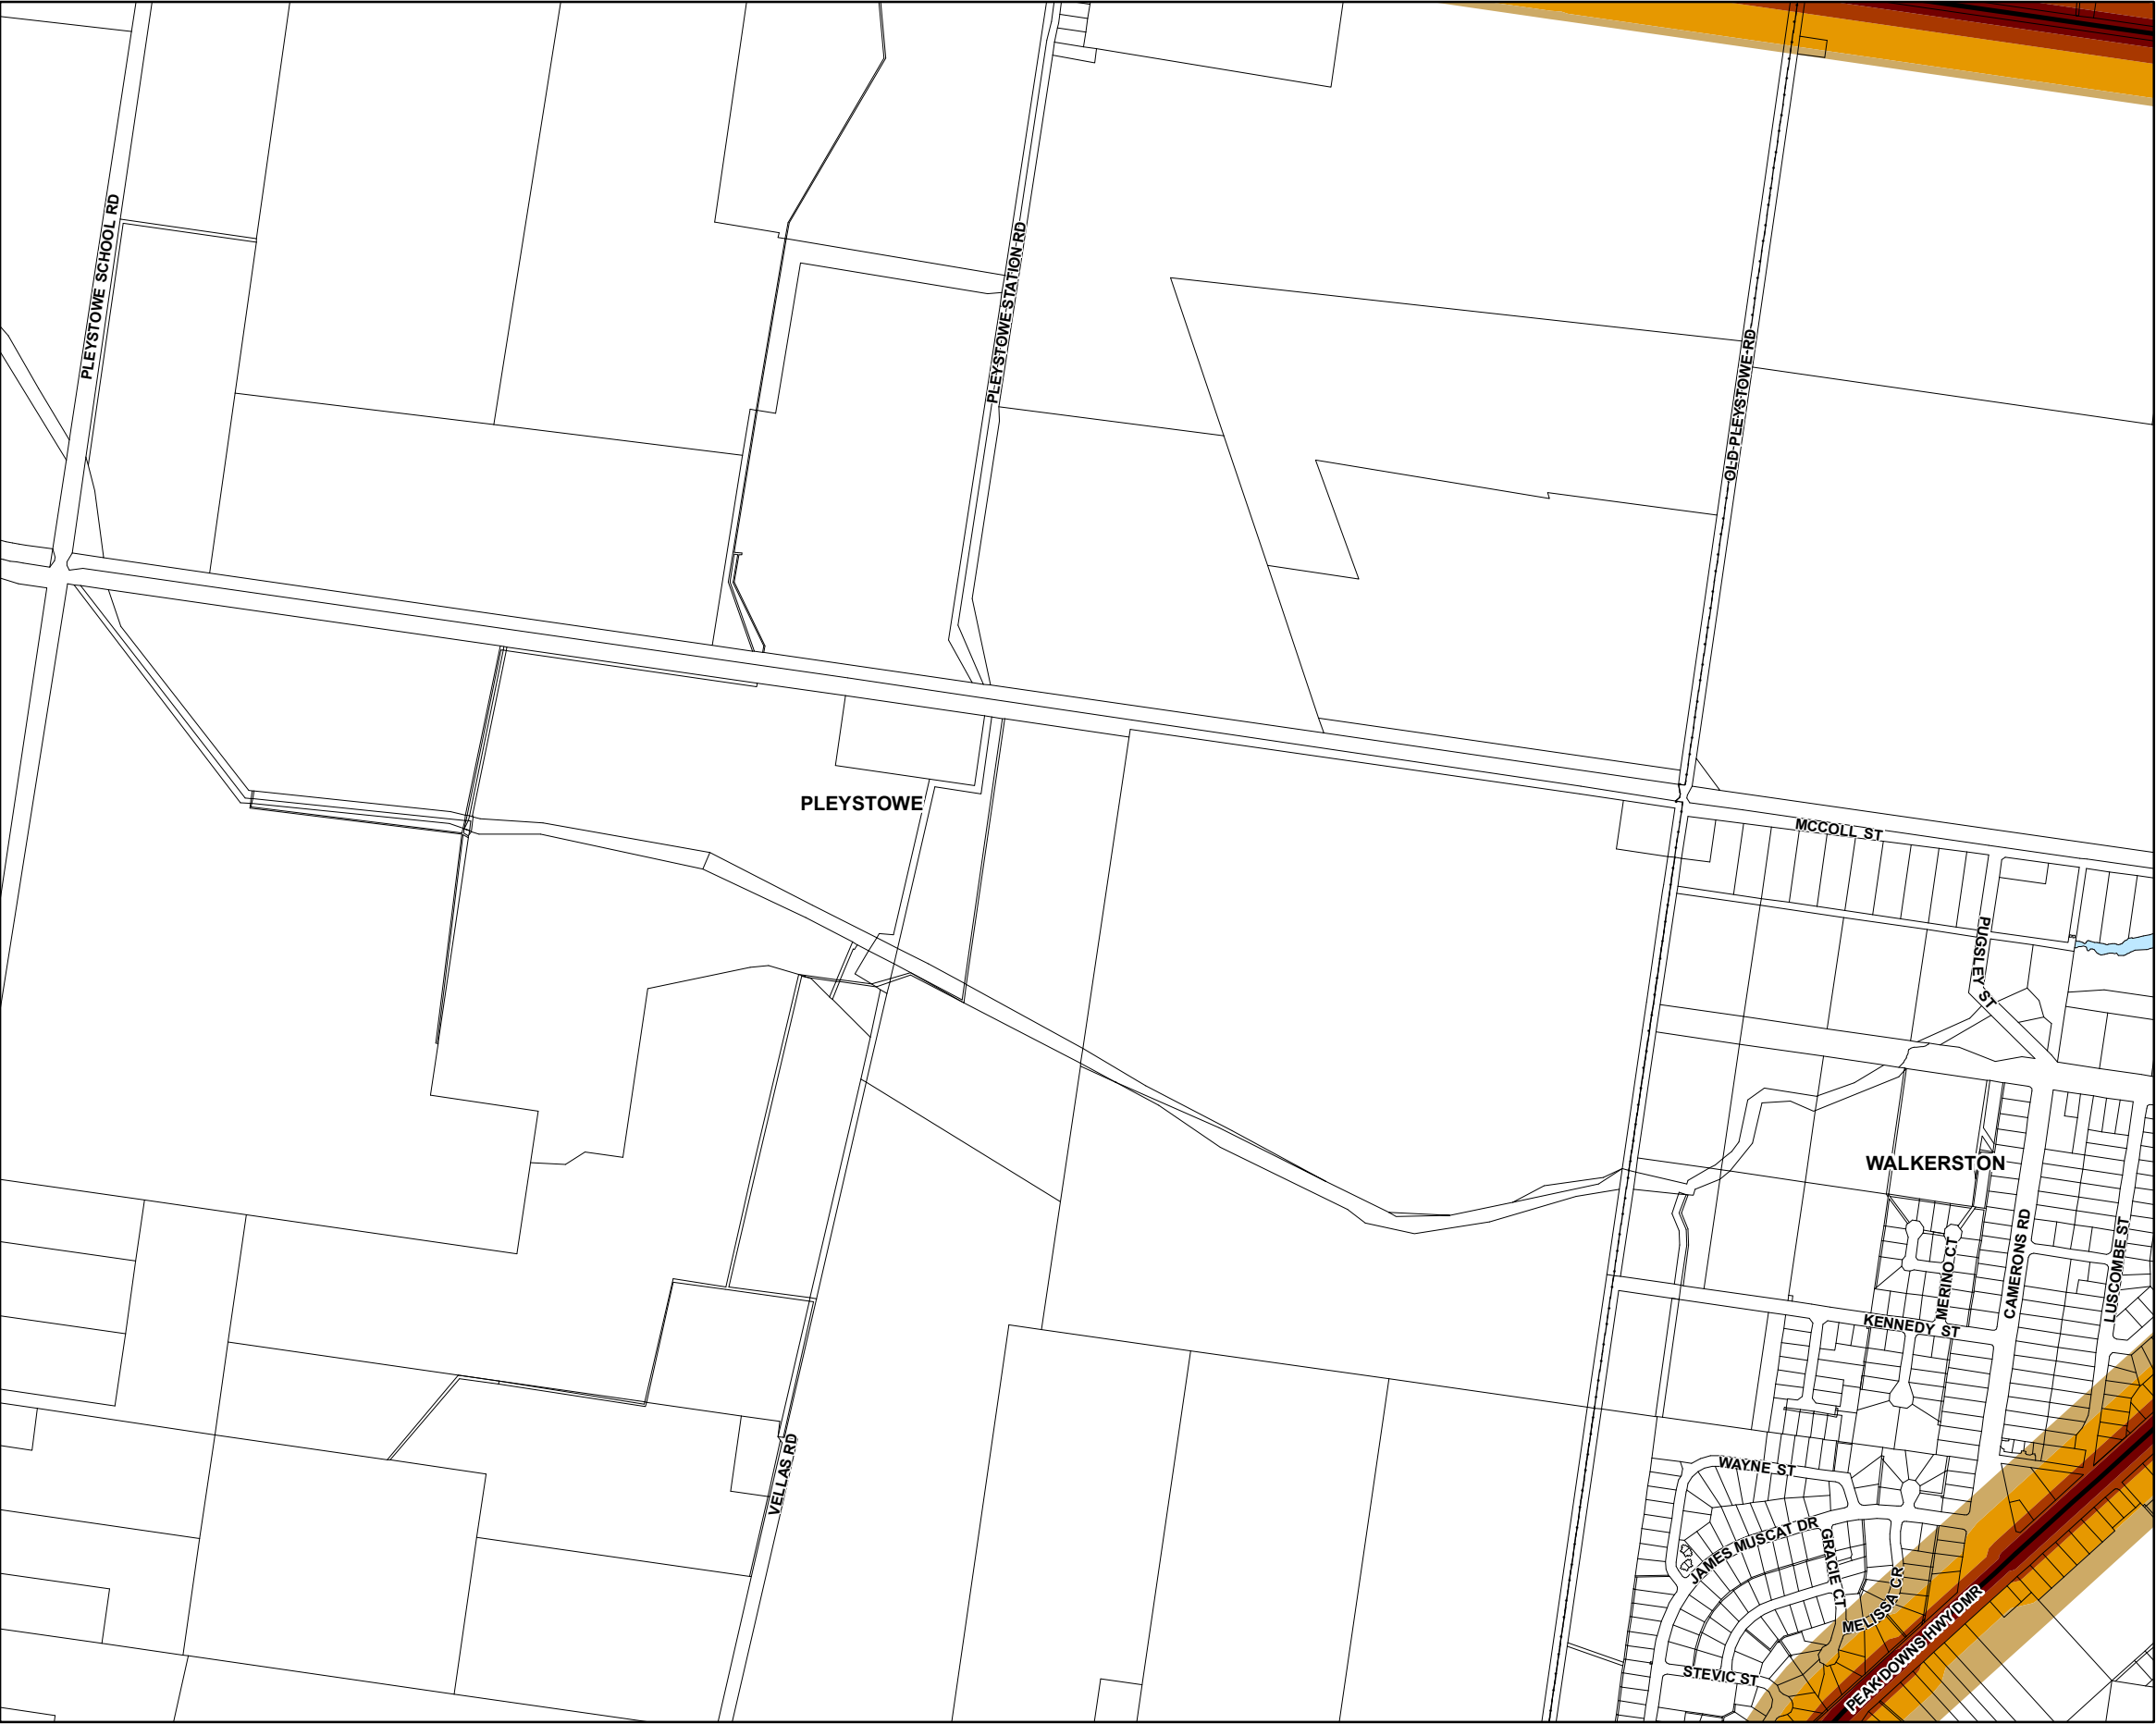 PLEYSTOWE SCHOOL RD
PLEYSTOWE STATION RD
OLD PLEYSTOWE RD
PLEYSTOWE
MCCOLL ST
PUGSLEY ST
WALKERSTON
CAMERONS RD
LUSCOMBE ST
MERINO CT
KENNEDY ST
VELLAS RD
WAYNE ST
JAMES MUSCAT DR
GRACIE CT
MELISSA CR
PEAK DOWNS HWY DMR
STEVIC ST